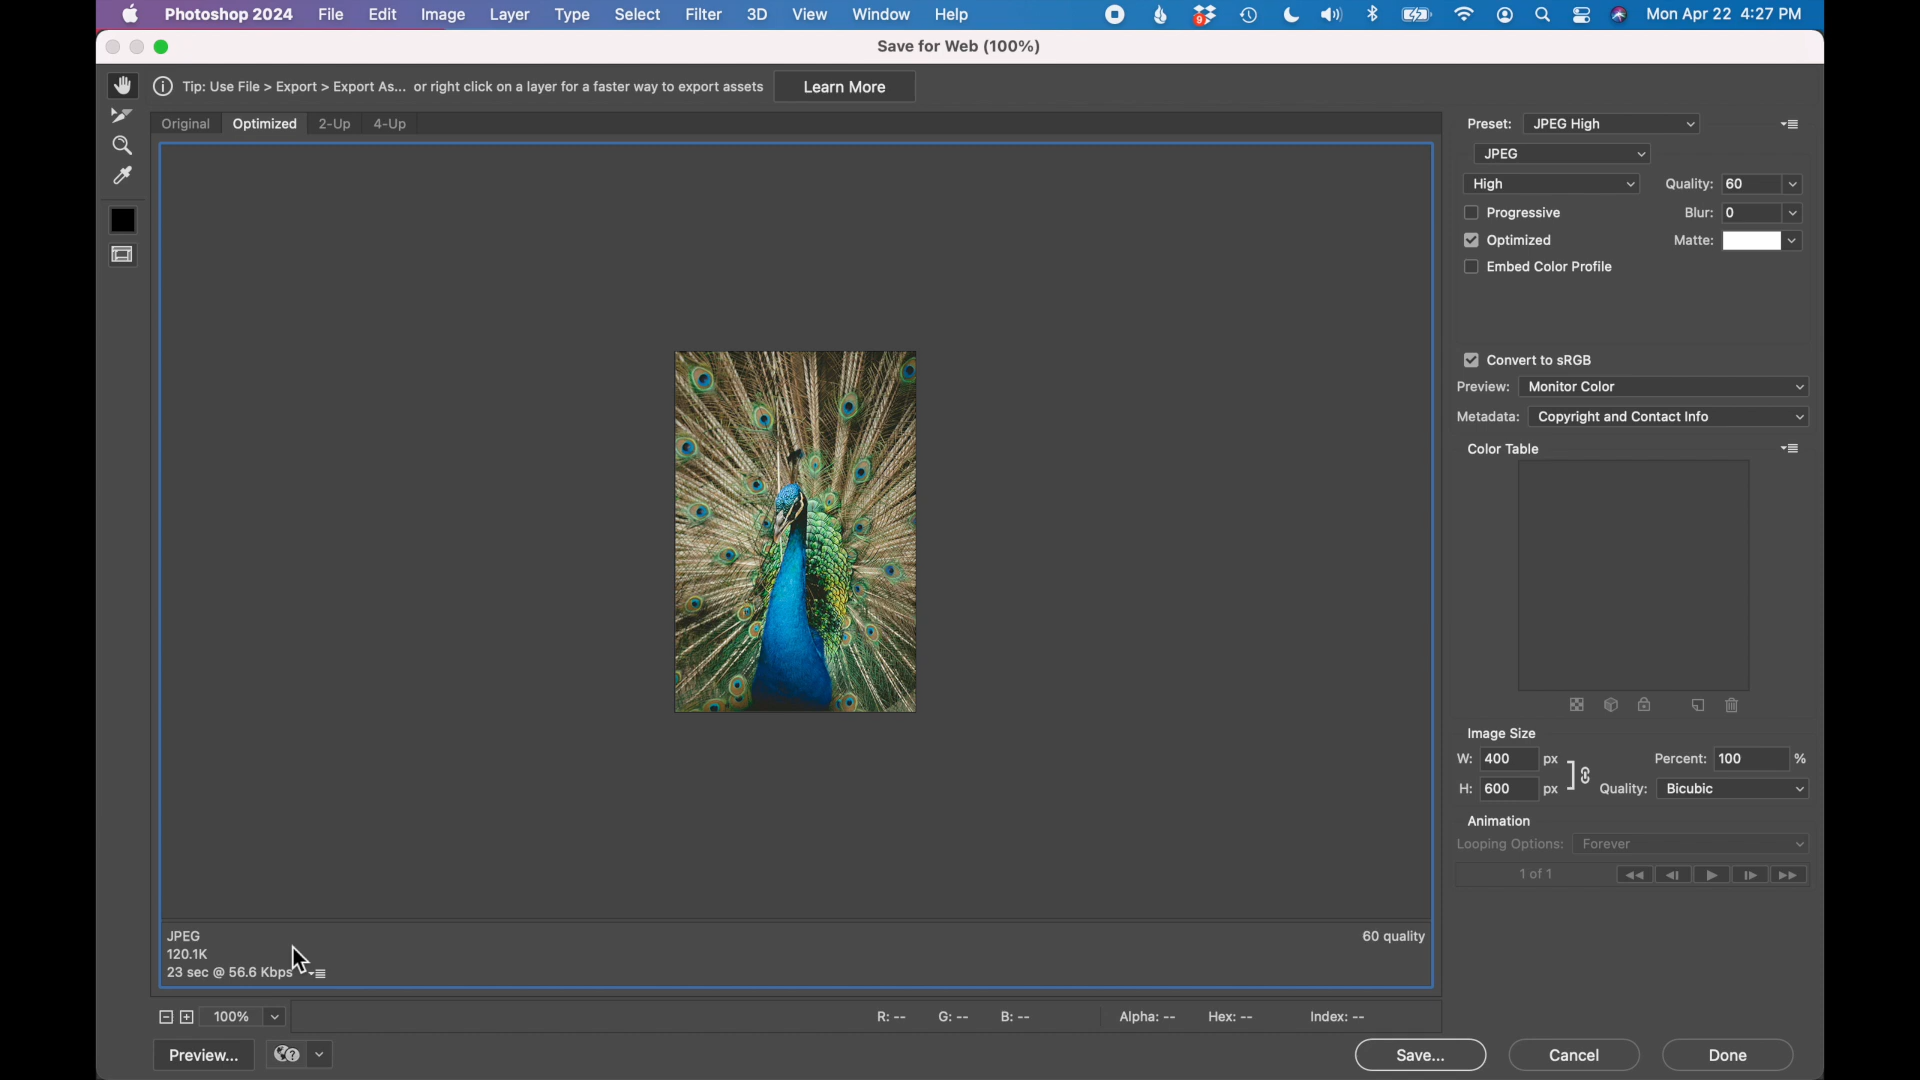 Photoshop 2024 File Edit Image Layer Type Select Filter 3D View Window Help 9 Mon Apr 22 4:27 PM
Save for Web (100%)
Tip: Use File > Export > Export As... or right click on a layer for a faster way to export assets Learn More
Original Optimized 2-Up 4-Up
Preset: JPEG High
JPEG
High Quality: 60
Progressive Blur: 0
Optimized Matte:
Embed Color Profile
Convert to sRGB
Preview: Monitor Color
Metadata: Copyright and Contact Info
Color Table
Image Size
W: 400 px Percent: 100 %
H: 600 px Quality: Bicubic
Animation
Looping Options: Forever
1 of 1
JPEG 60 quality
120.1K
23 sec @ 56.6 Kbps
100% R: -- G: -- B: -- Alpha: -- Hex: -- Index: --
Preview... Save... Cancel Done